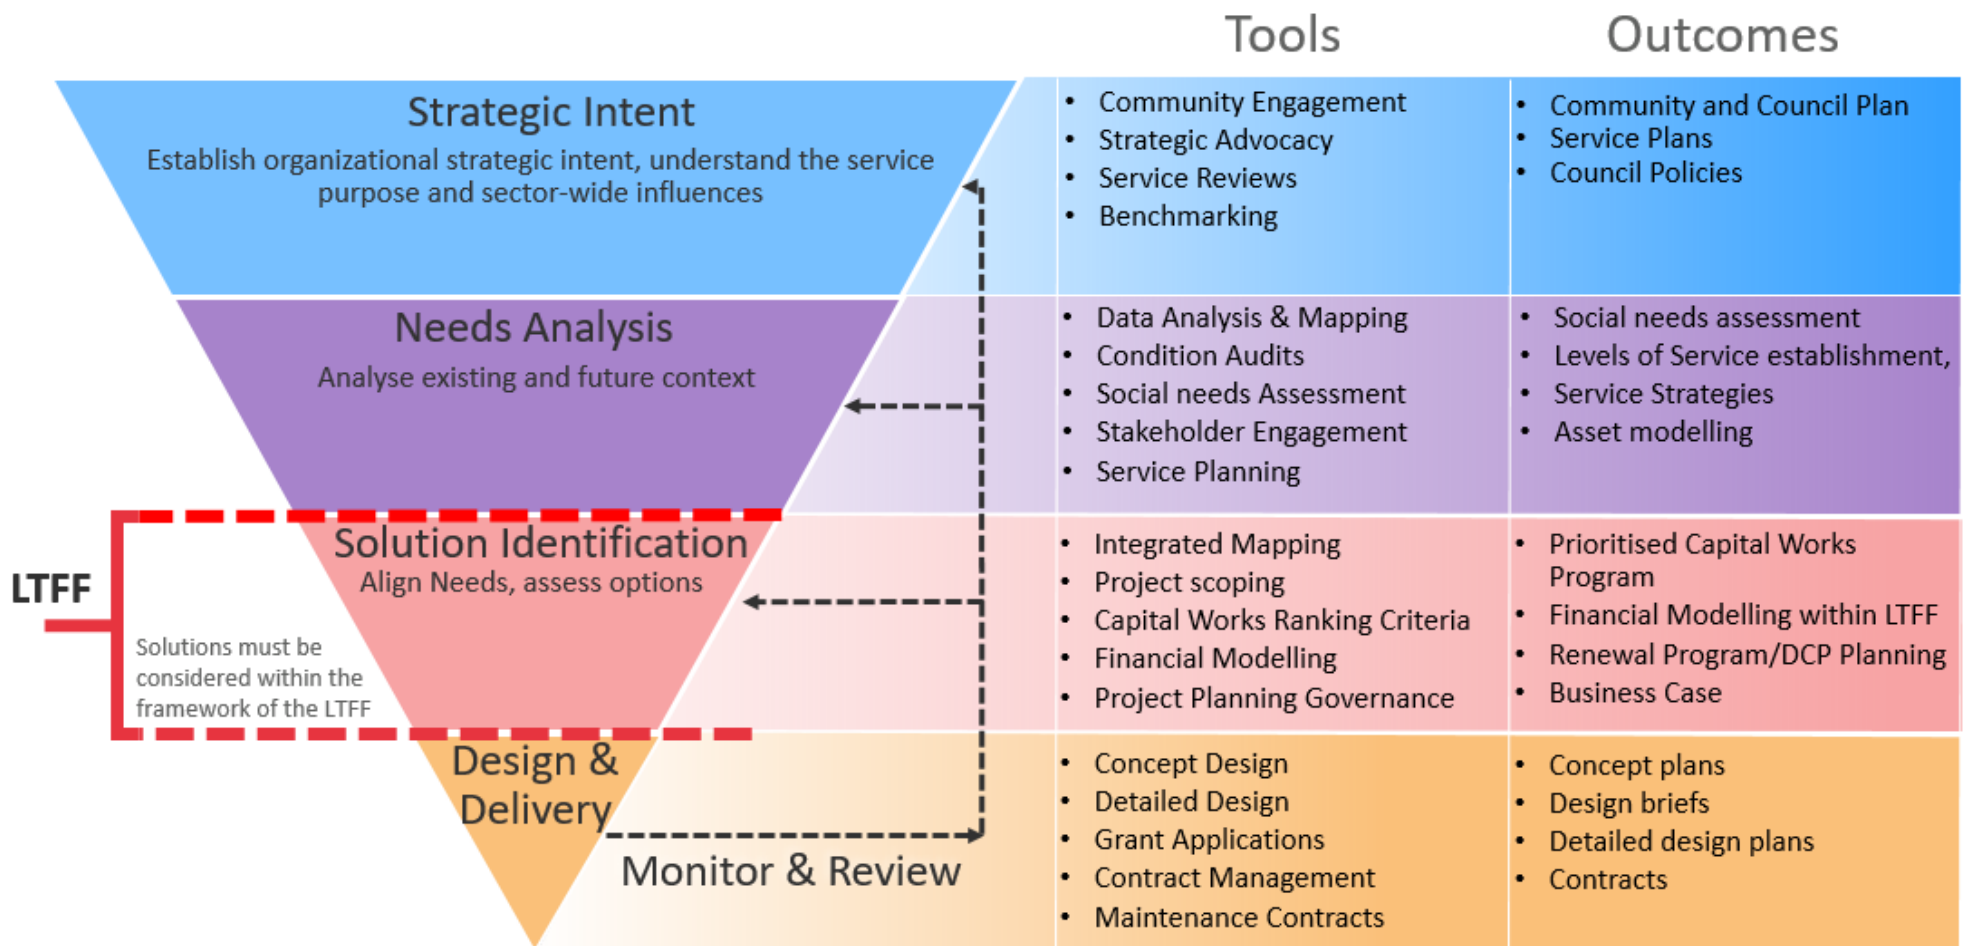 Tools
Outcomes
Strategic Intent
Establish organizational strategic intent, understand the service
purpose and sector-wide influences
• Community Engagement
• Strategic Advocacy
• Service Reviews
• Benchmarking
• Community and Council Plan
• Service Plans
• Council Policies
Needs Analysis
Analyse existing and future context
• Data Analysis & Mapping
• Condition Audits
• Social needs Assessment
• Stakeholder Engagement
• Service Planning
• Social needs assessment
• Levels of Service establishment,
• Service Strategies
• Asset modelling
LTFF
Solutions must be
considered within the
framework of the LTFF
Solution Identification
Align Needs, assess options
• Integrated Mapping
• Project scoping
• Capital Works Ranking Criteria
• Financial Modelling
• Project Planning Governance
• Prioritised Capital Works
Program
• Financial Modelling within LTFF
• Renewal Program/DCP Planning
• Business Case
Design &
Delivery
Monitor & Review
• Concept Design
• Detailed Design
• Grant Applications
• Contract Management
• Maintenance Contracts
• Concept plans
• Design briefs
• Detailed design plans
• Contracts